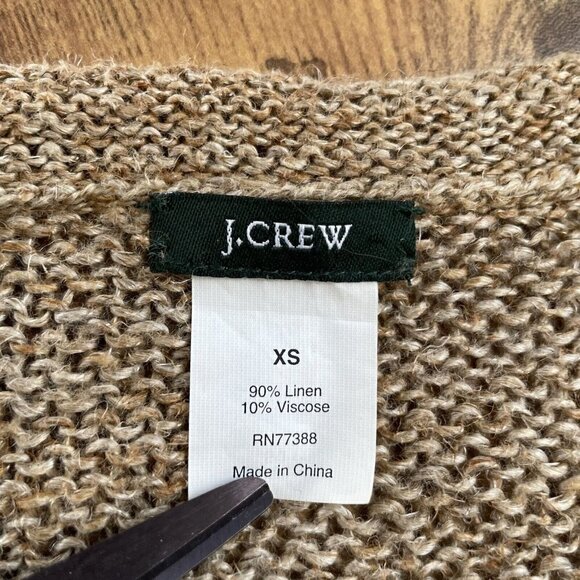 J.CREW
XS
90% Linen
10% Viscose
RN77388
Made in China